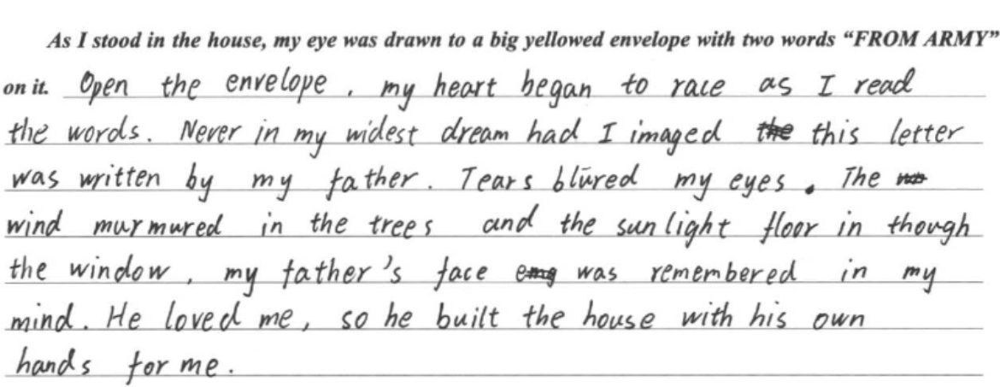 As I stood in the house, my eye was drawn to a big yellowed envelope with two words “FROM ARMY”
on it. Open the envelope, my heart began to race as I read
the words. Never in my widest dream had I imaged the this letter
was written by my father. Tears blured my eyes. The
wind murmured in the trees and the sunlight floor in though
the window, my father's face emg was remembered in my
mind. He loved me, so he built the house with his own
hands for me.